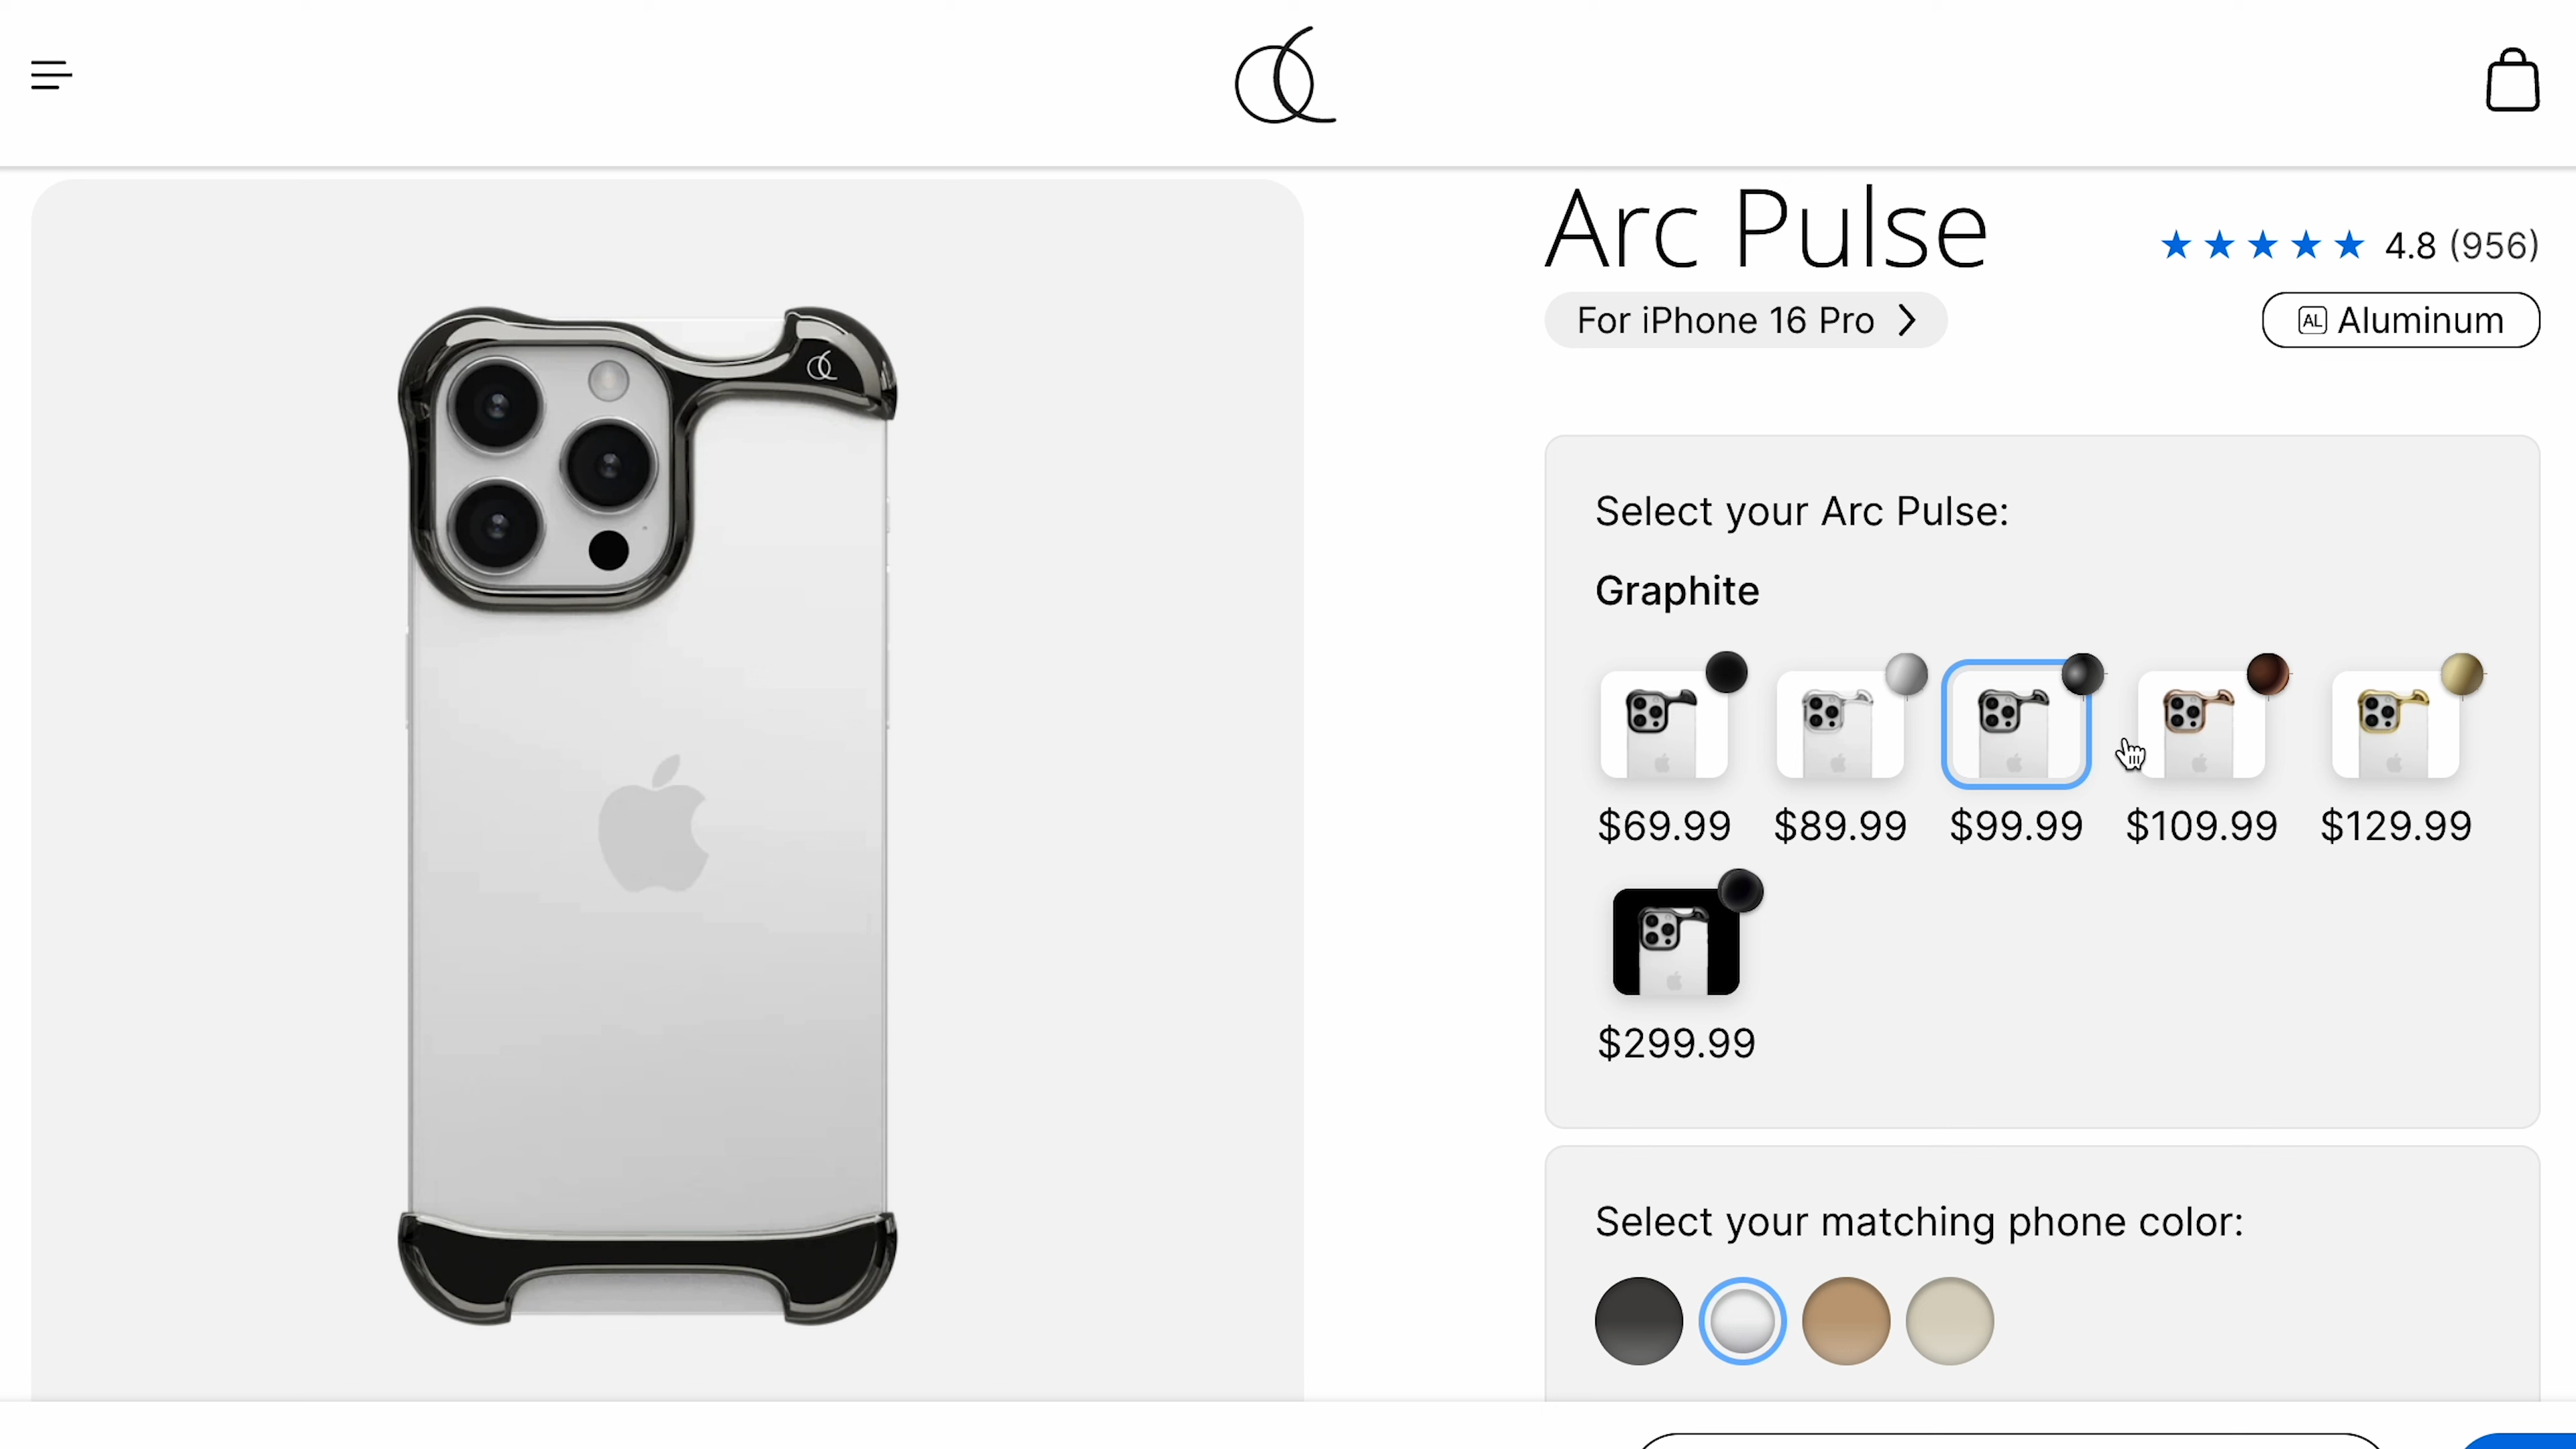 Arc Pulse
4.8 (956)
For iPhone 16 Pro
AL Aluminum
Select your Arc Pulse:
Graphite
$69.99 $89.99 $99.99 $109.99 $129.99
$299.99
Select your matching phone color: